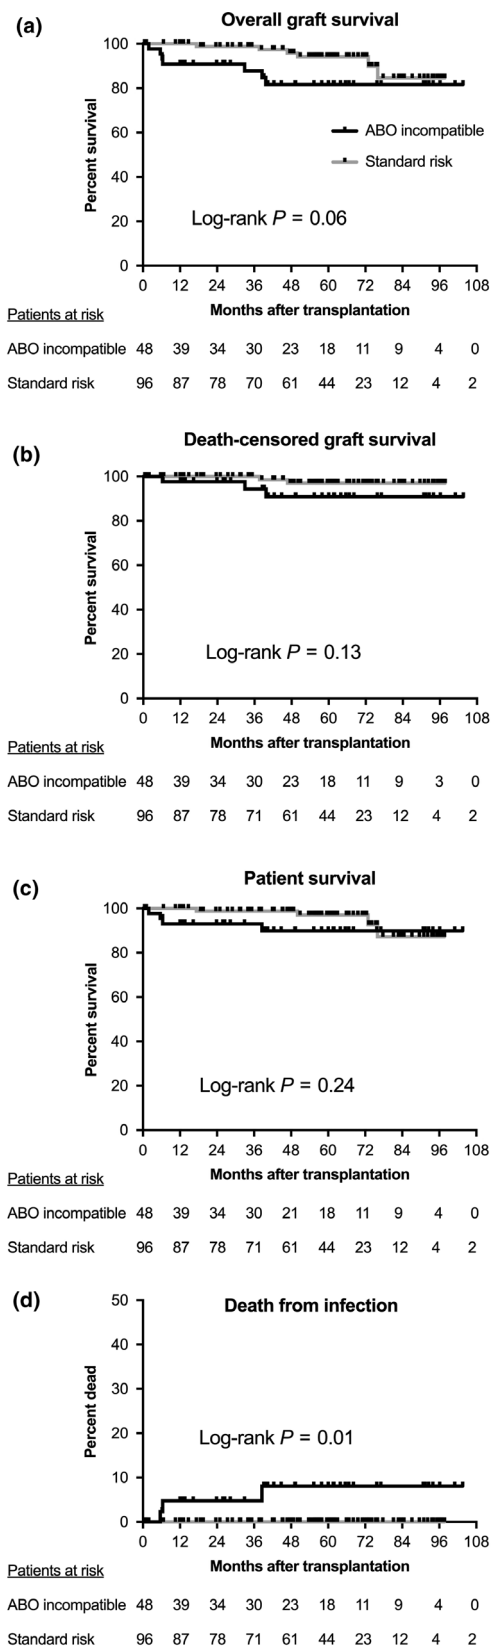 (a)
Overall graft survival
100
80
60
40
20
0
Percent survival
ABO incompatible
Standard risk
Log-rank P = 0.06
0 12 24 36 48 60 72 84 96 108
Months after transplantation
Patients at risk
ABO incompatible 48 39 34 30 23 18 11 9 4 0
Standard risk 96 87 78 70 61 44 23 12 4 2
(b)
Death-censored graft survival
100
80
60
40
20
0
Percent survival
Log-rank P = 0.13
0 12 24 36 48 60 72 84 96 108
Months after transplantation
Patients at risk
ABO incompatible 48 39 34 30 23 18 11 9 3 0
Standard risk 96 87 78 71 61 44 23 12 4 2
(c)
Patient survival
100
80
60
40
20
0
Percent survival
Log-rank P = 0.24
0 12 24 36 48 60 72 84 96 108
Months after transplantation
Patients at risk
ABO incompatible 48 39 34 30 21 18 11 9 4 0
Standard risk 96 87 78 71 61 44 23 12 4 2
(d)
Death from infection
50
40
30
20
10
0
Percent dead
Log-rank P = 0.01
0 12 24 36 48 60 72 84 96 108
Months after transplantation
Patients at risk
ABO incompatible 48 39 34 30 23 18 11 9 4 0
Standard risk 96 87 78 71 61 44 23 12 4 2